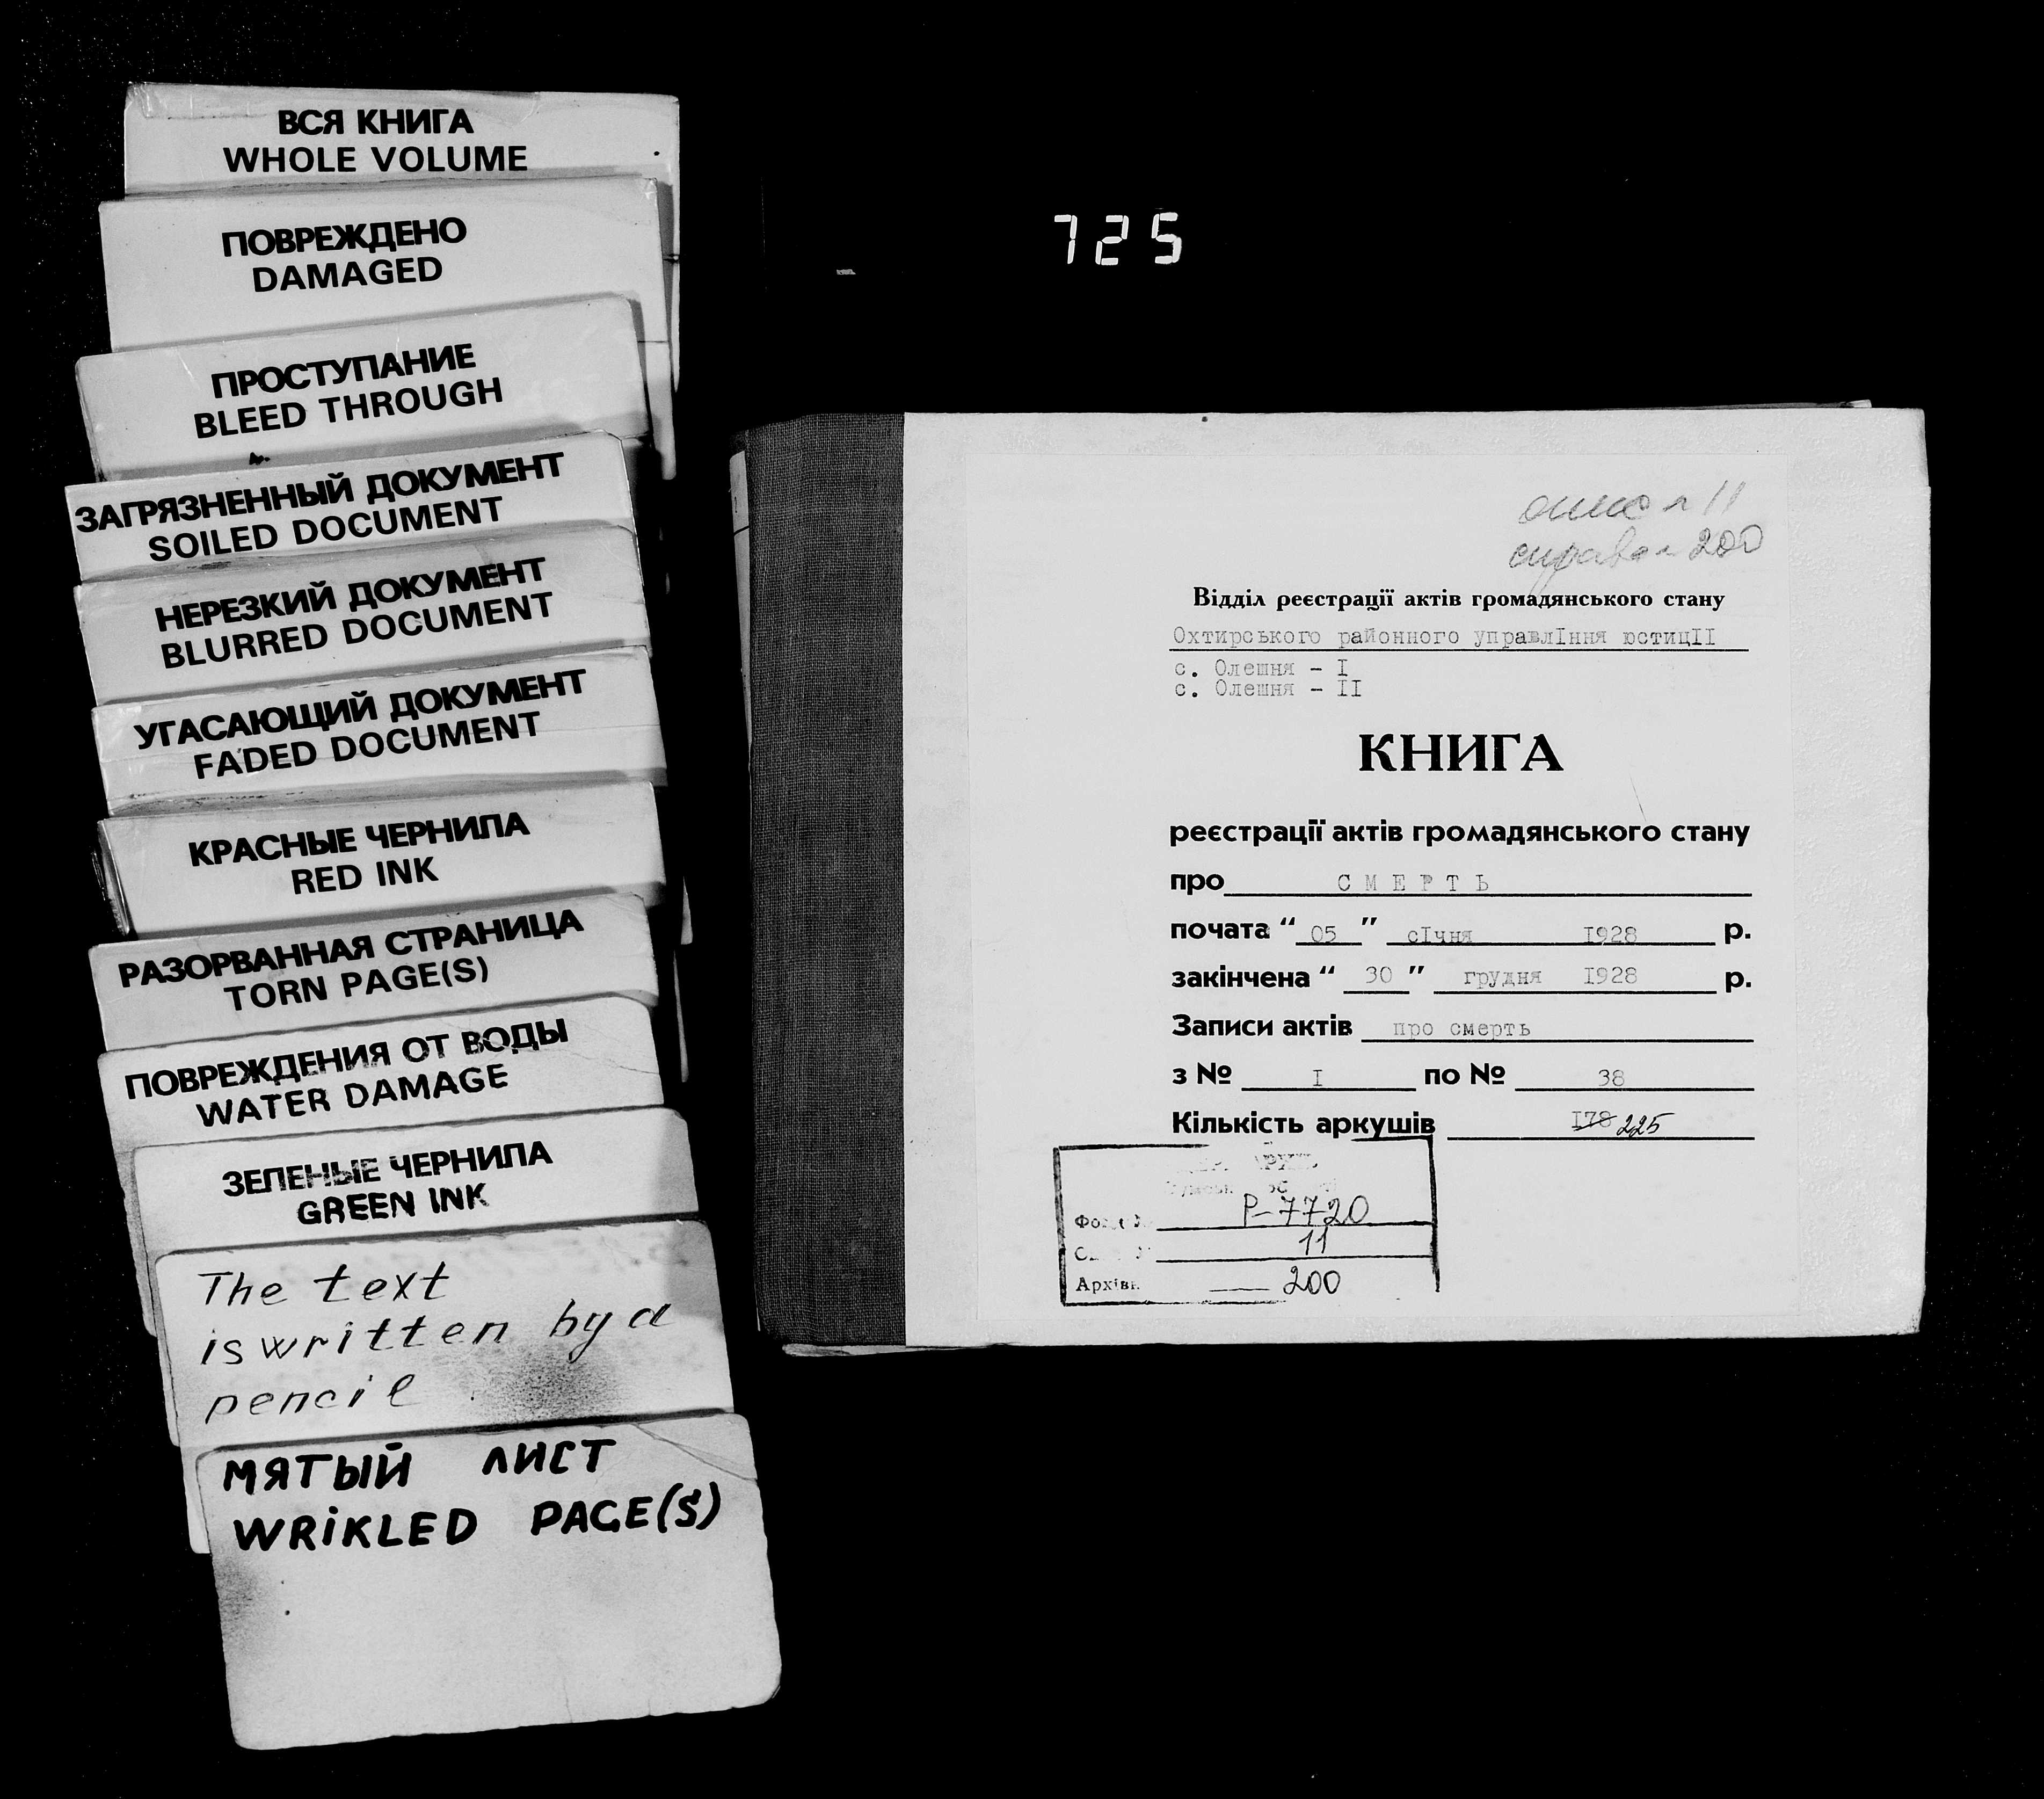 ВСЯ КНИГА
WHOLE VOLUME
ПОВРЕЖДЕНО
DAMAGED
ПРОСТУПАНИЕ
BLEED THROUGH
ЗАГРЯЗНЕННЫЙ ДОКУМЕНТ
SOILED DOCUMENT
НЕРЕЗКИЙ ДОКУМЕНТ
BLURRED DOCUMENT
УГАСАЮЩИЙ ДОКУМЕНТ
FADED DOCUMENT
КРАСНЫЕ ЧЕРНИЛА
RED INK
РАЗОРВАННАЯ СТРАНИЦА
TORN PAGE(S)
ПОВРЕЖДЕНИЯ ОТ ВОДЫ
WATER DAMAGE
ЗЕЛЕНЫЕ ЧЕРНИЛА
GREEN INK
The text
is written by a
pencil
МЯТЫЙ ЛИСТ
WRIKLED PAGE(S)
725
опис 11
справа 200
Відділ реєстрації актів громадянського стану
Охтирського районного управлІння юстицІІ
с. Олешня - І
с. Олешня - ІІ
КНИГА
реєстрації актів громадянського стану
про СМЕРТЬ
почата “ 05 ” сІчня І928 р.
закінчена “ 30 ” грудня І928 р.
Записи актів про смерть
з № І по № 38
Кількість аркушів І78 225
Р-7720
11
Архівн. 200